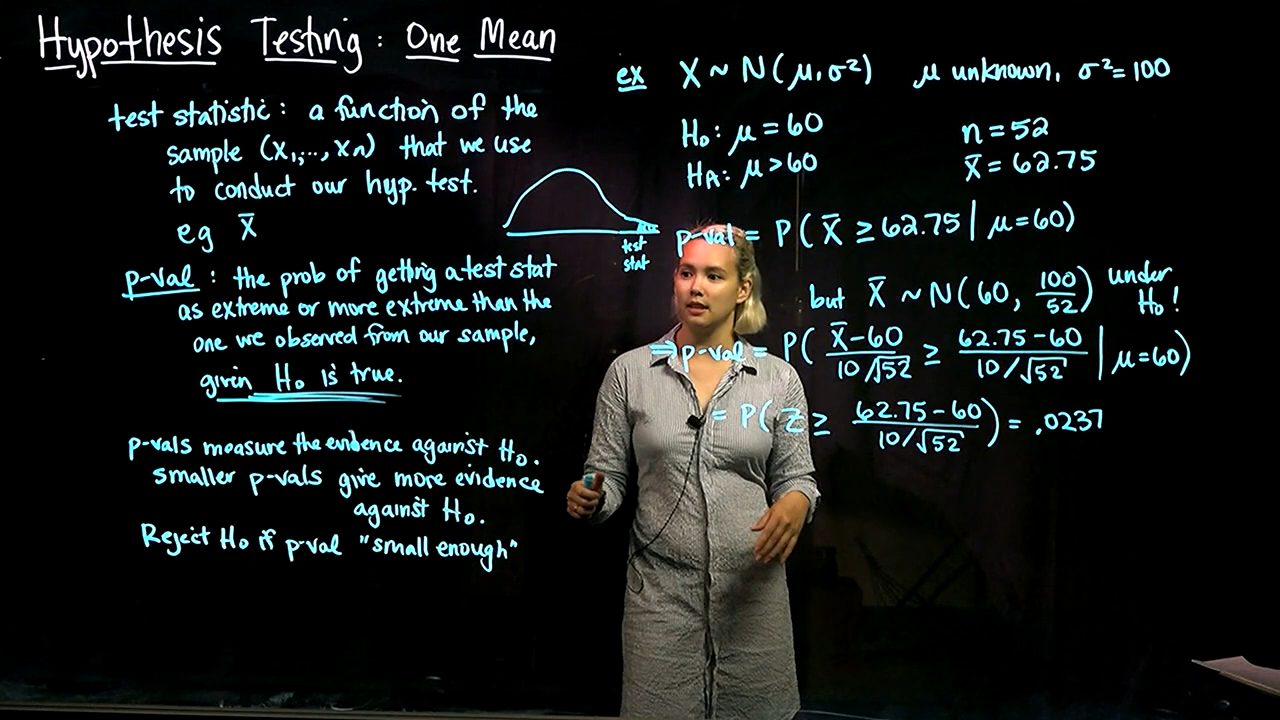 Hypothesis Testing: One Mean
test statistic: a function of the
sample (x₁,...,xₙ) that we use
to conduct our hyp. test.
eg X̄
p-val: the prob of getting a test stat
as extreme or more extreme than the
one we observed from our sample,
given H₀ is true.
p-vals measure the evidence against H₀.
smaller p-vals give more evidence
against H₀.
Reject H₀ if p-val "small enough"
test
stat
ex X ~ N(μ, σ²) μ unknown, σ²=100
H₀: μ = 60 n = 52
H_A: μ > 60 x̄ = 62.75
p-val = P(X̄ ≥ 62.75 | μ=60)
but X̄ ~ N(60, 100/52) under H₀!
⇒ p-val = P( (X̄-60)/(10/√52) ≥ (62.75-60)/(10/√52) | μ=60)
= P( Z ≥ (62.75-60)/(10/√52) ) = .0237